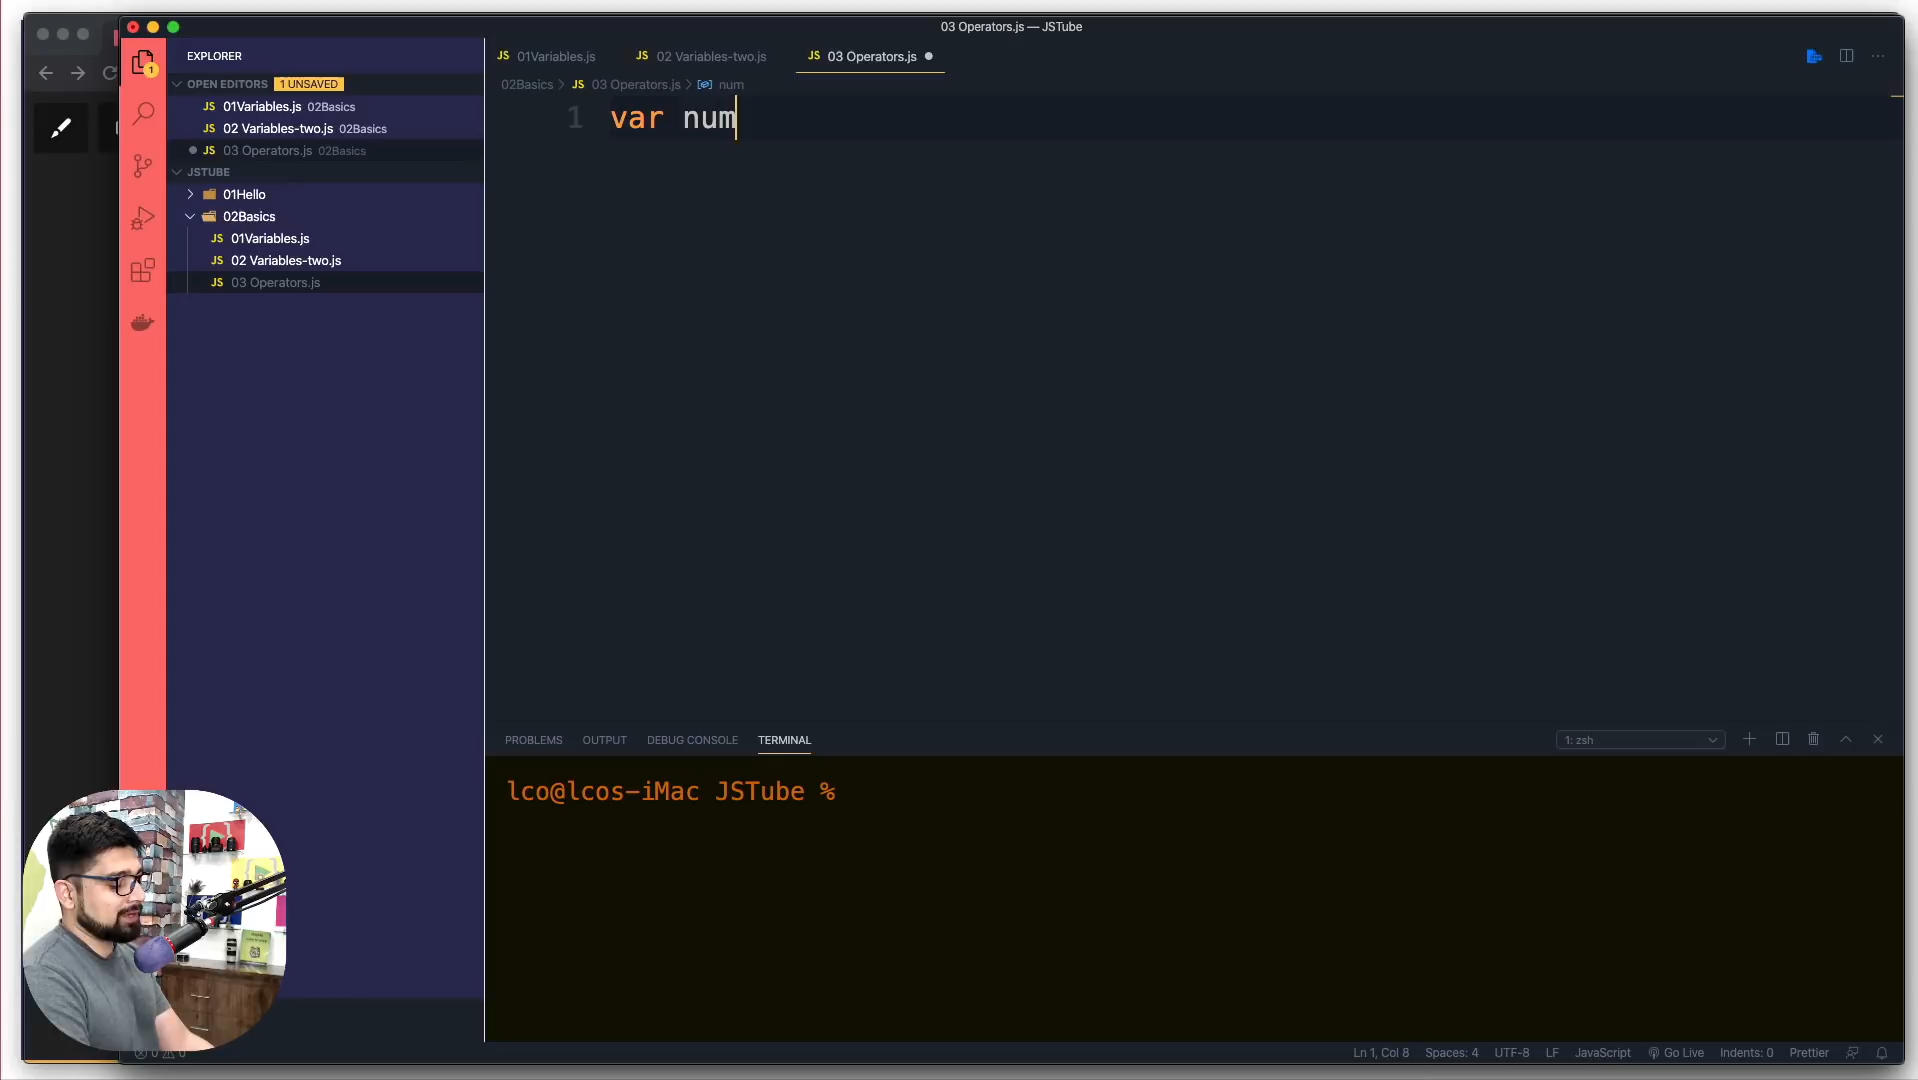 03 Operators.js — JSTube
EXPLORER
OPEN EDITORS 1 UNSAVED
JS 01Variables.js 02Basics
JS 02 Variables-two.js 02Basics
JS 03 Operators.js 02Basics
JSTUBE
01Hello
02Basics
JS 01Variables.js
JS 02 Variables-two.js
JS 03 Operators.js
1
JS 01Variables.js JS 02 Variables-two.js JS 03 Operators.js
02Basics > JS 03 Operators.js > num
1 var num
PROBLEMS OUTPUT DEBUG CONSOLE TERMINAL 1: zsh
lco@lcos-iMac JSTube %
0 0 Ln 1, Col 8 Spaces: 4 UTF-8 LF JavaScript Go Live Indents: 0 Prettier